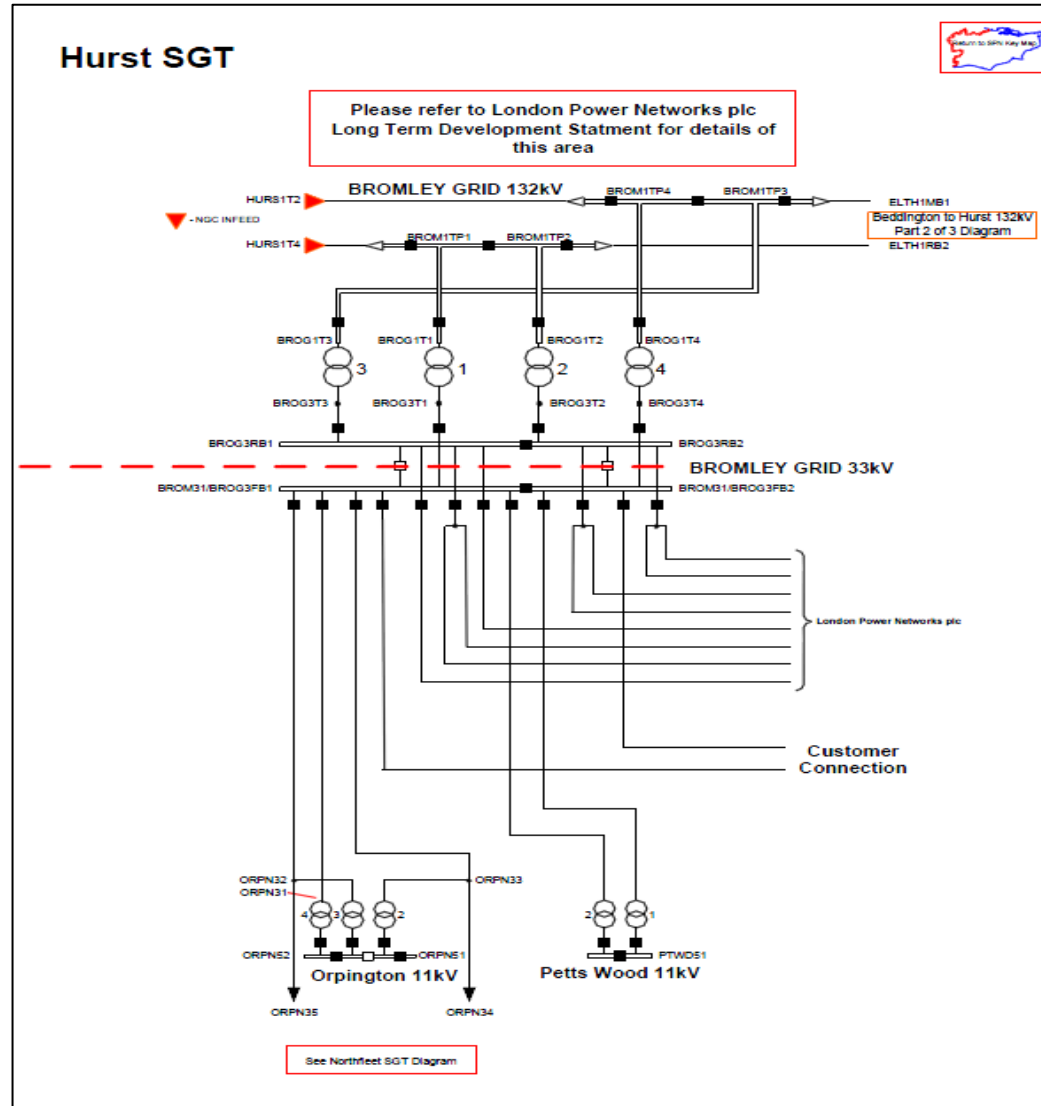 Hurst SGT
Return to SPN Key Map
Please refer to London Power Networks plc
Long Term Development Statment for details of
this area
BROMLEY GRID 132kV
BROM1TP4
BROM1TP3
HURS1T2
ELTH1MB1
- NGC INFEED
Beddington to Hurst 132kV
Part 2 of 3 Diagram
HURS1T4
BROM1TP1
BROM1TP2
ELTH1RB2
BROG1T3
BROG1T1
BROG1T2
BROG1T4
3
1
2
4
BROG3T3
BROG3T1
BROG3T2
BROG3T4
BROG3RB1
BROG3RB2
BROMLEY GRID 33kV
BROM31/BROG3FB1
BROM31/BROG3FB2
London Power Networks plc
Customer
Connection
ORPN32
ORPN33
ORPN31
4
3
2
2
1
ORPN52
ORPN51
PTWD51
Orpington 11kV
Petts Wood 11kV
ORPN35
ORPN34
See Northfleet SGT Diagram